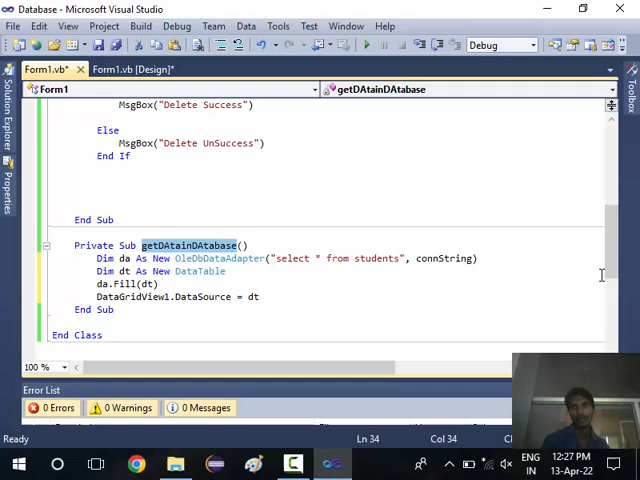 Database - Microsoft Visual Studio
File Edit View Project Build Debug Team Data Tools Test Window Help
Debug
Form1.vb* Form1.vb [Design]*
Form1 getDAtainDAtabase
Solution Explorer
Properties
Toolbox
MsgBox("Delete Success")
Else
MsgBox("Delete UnSuccess")
End If
End Sub
Private Sub getDAtainDAtabase()
Dim da As New OleDbDataAdapter("select * from students", connString)
Dim dt As New DataTable
da.Fill(dt)
DataGridView1.DataSource = dt
End Sub
End Class
100 %
Error List
0 Errors 0 Warnings 0 Messages
Ready Ln 34 Col 34
ENG
IN
12:27 PM
13-Apr-22